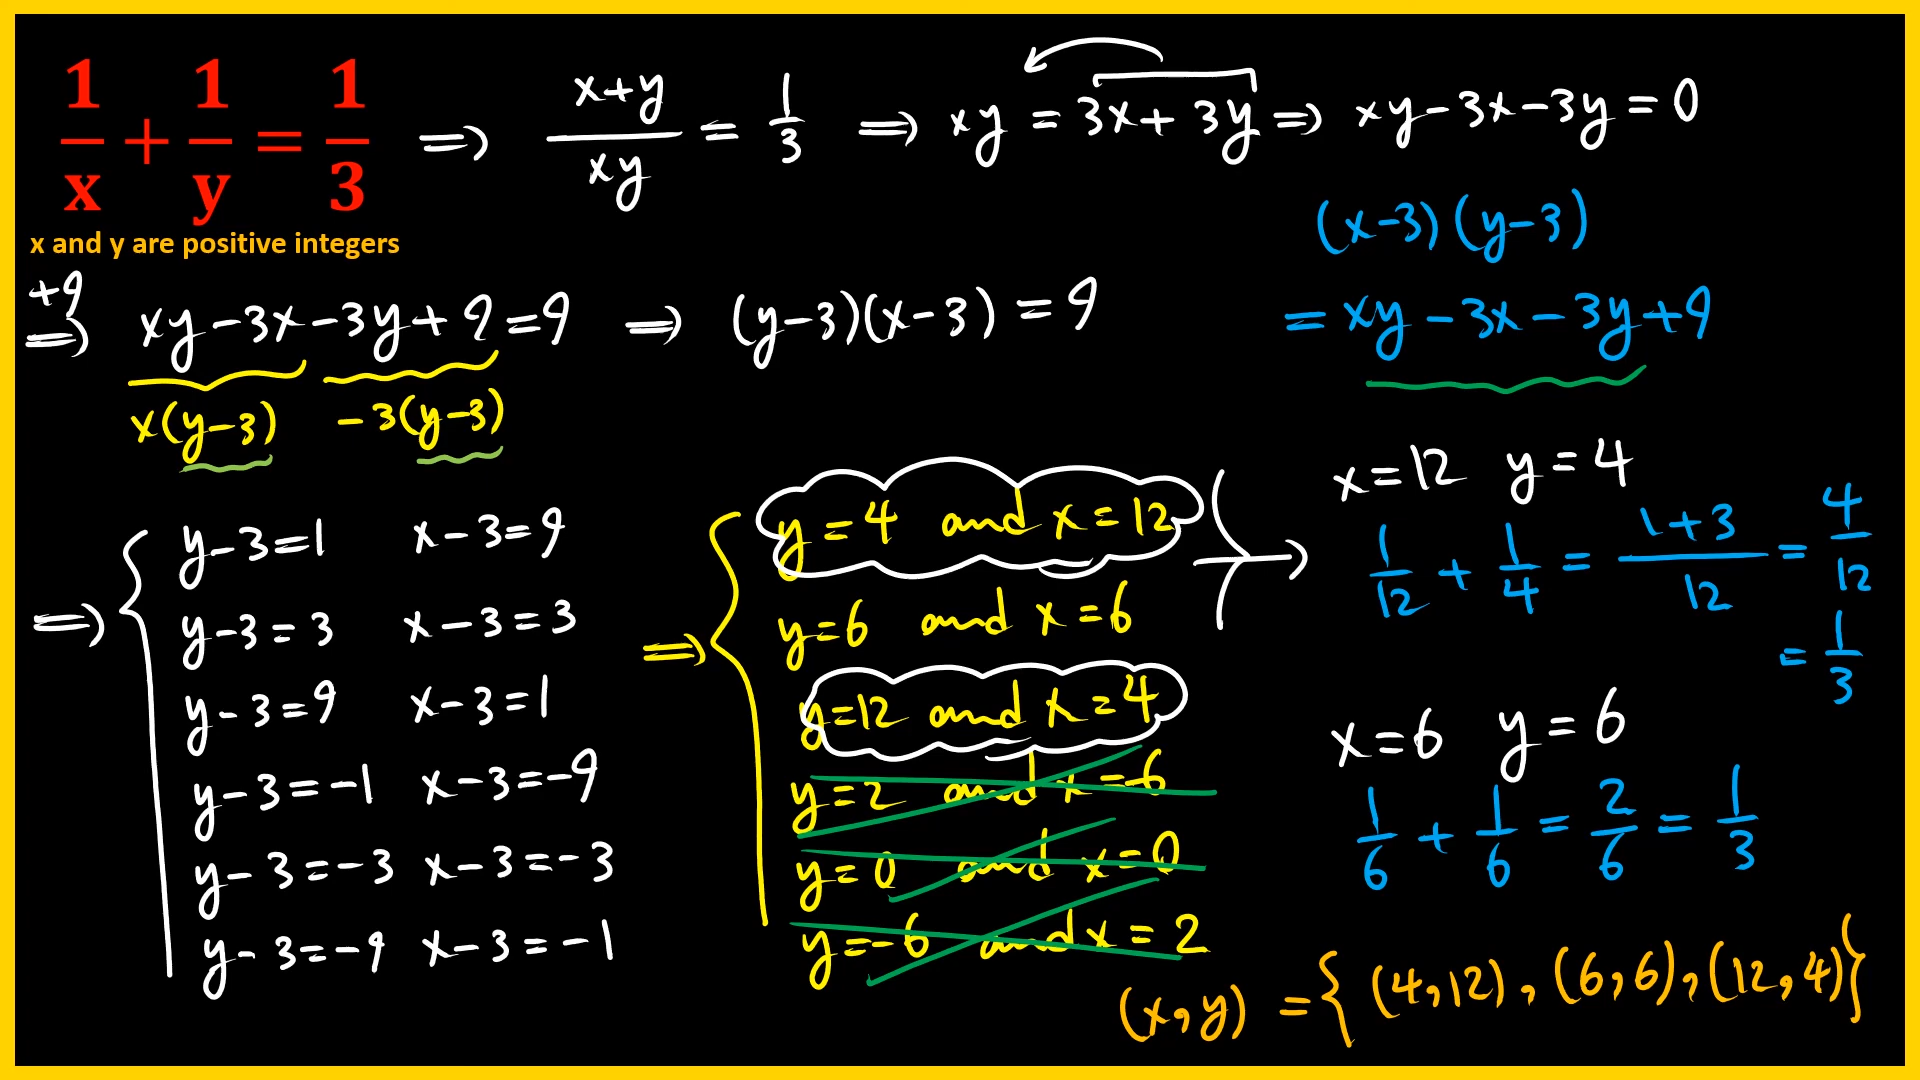 1/x + 1/y = 1/3 ⇒ (x+y)/(xy) = 1/3 ⇒ xy = 3x + 3y ⇒ xy - 3x - 3y = 0
x and y are positive integers
(x-3)(y-3)
= xy - 3x - 3y + 9
+9 ⇒ xy - 3x - 3y + 9 = 9 ⇒ (y-3)(x-3) = 9
x(y-3) -3(y-3)
⇒ { y-3=1 x-3=9
y-3=3 x-3=3
y-3=9 x-3=1
y-3=-1 x-3=-9
y-3=-3 x-3=-3
y-3=-9 x-3=-1
⇒ { y=4 and x=12
y=6 and x=6
y=12 and x=4
y=2 and x=-6
y=0 and x=0
y=-6 and x=2
x=12 y=4
1/12 + 1/4 = (1+3)/12 = 4/12
= 1/3
x=6 y=6
1/6 + 1/6 = 2/6 = 1/3
(x,y) = {(4,12), (6,6), (12,4)}